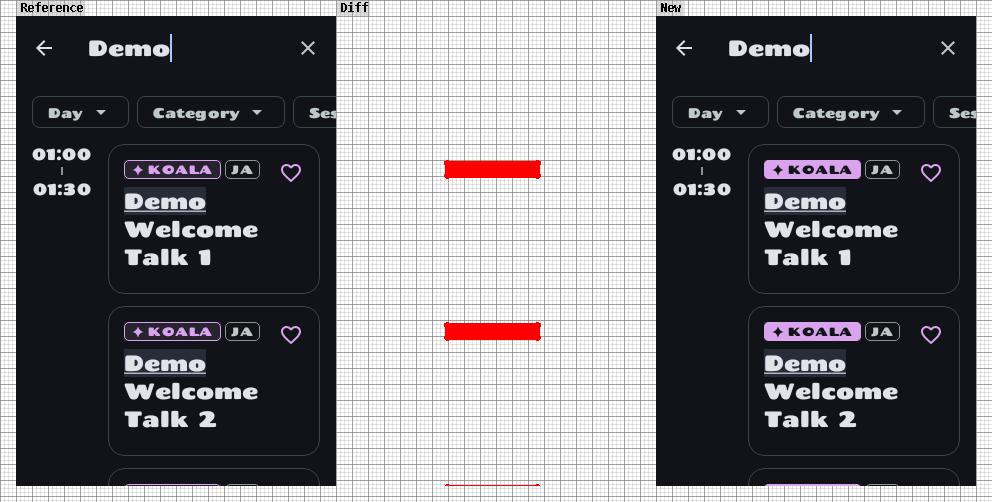 Reference
Demo
Day Category Ses
01:00
01:30
KOALA JA
Demo
Welcome
Talk 1
KOALA JA
Demo
Welcome
Talk 2
Diff
New
Demo
Day Category Ses
01:00
01:30
KOALA JA
Demo
Welcome
Talk 1
KOALA JA
Demo
Welcome
Talk 2